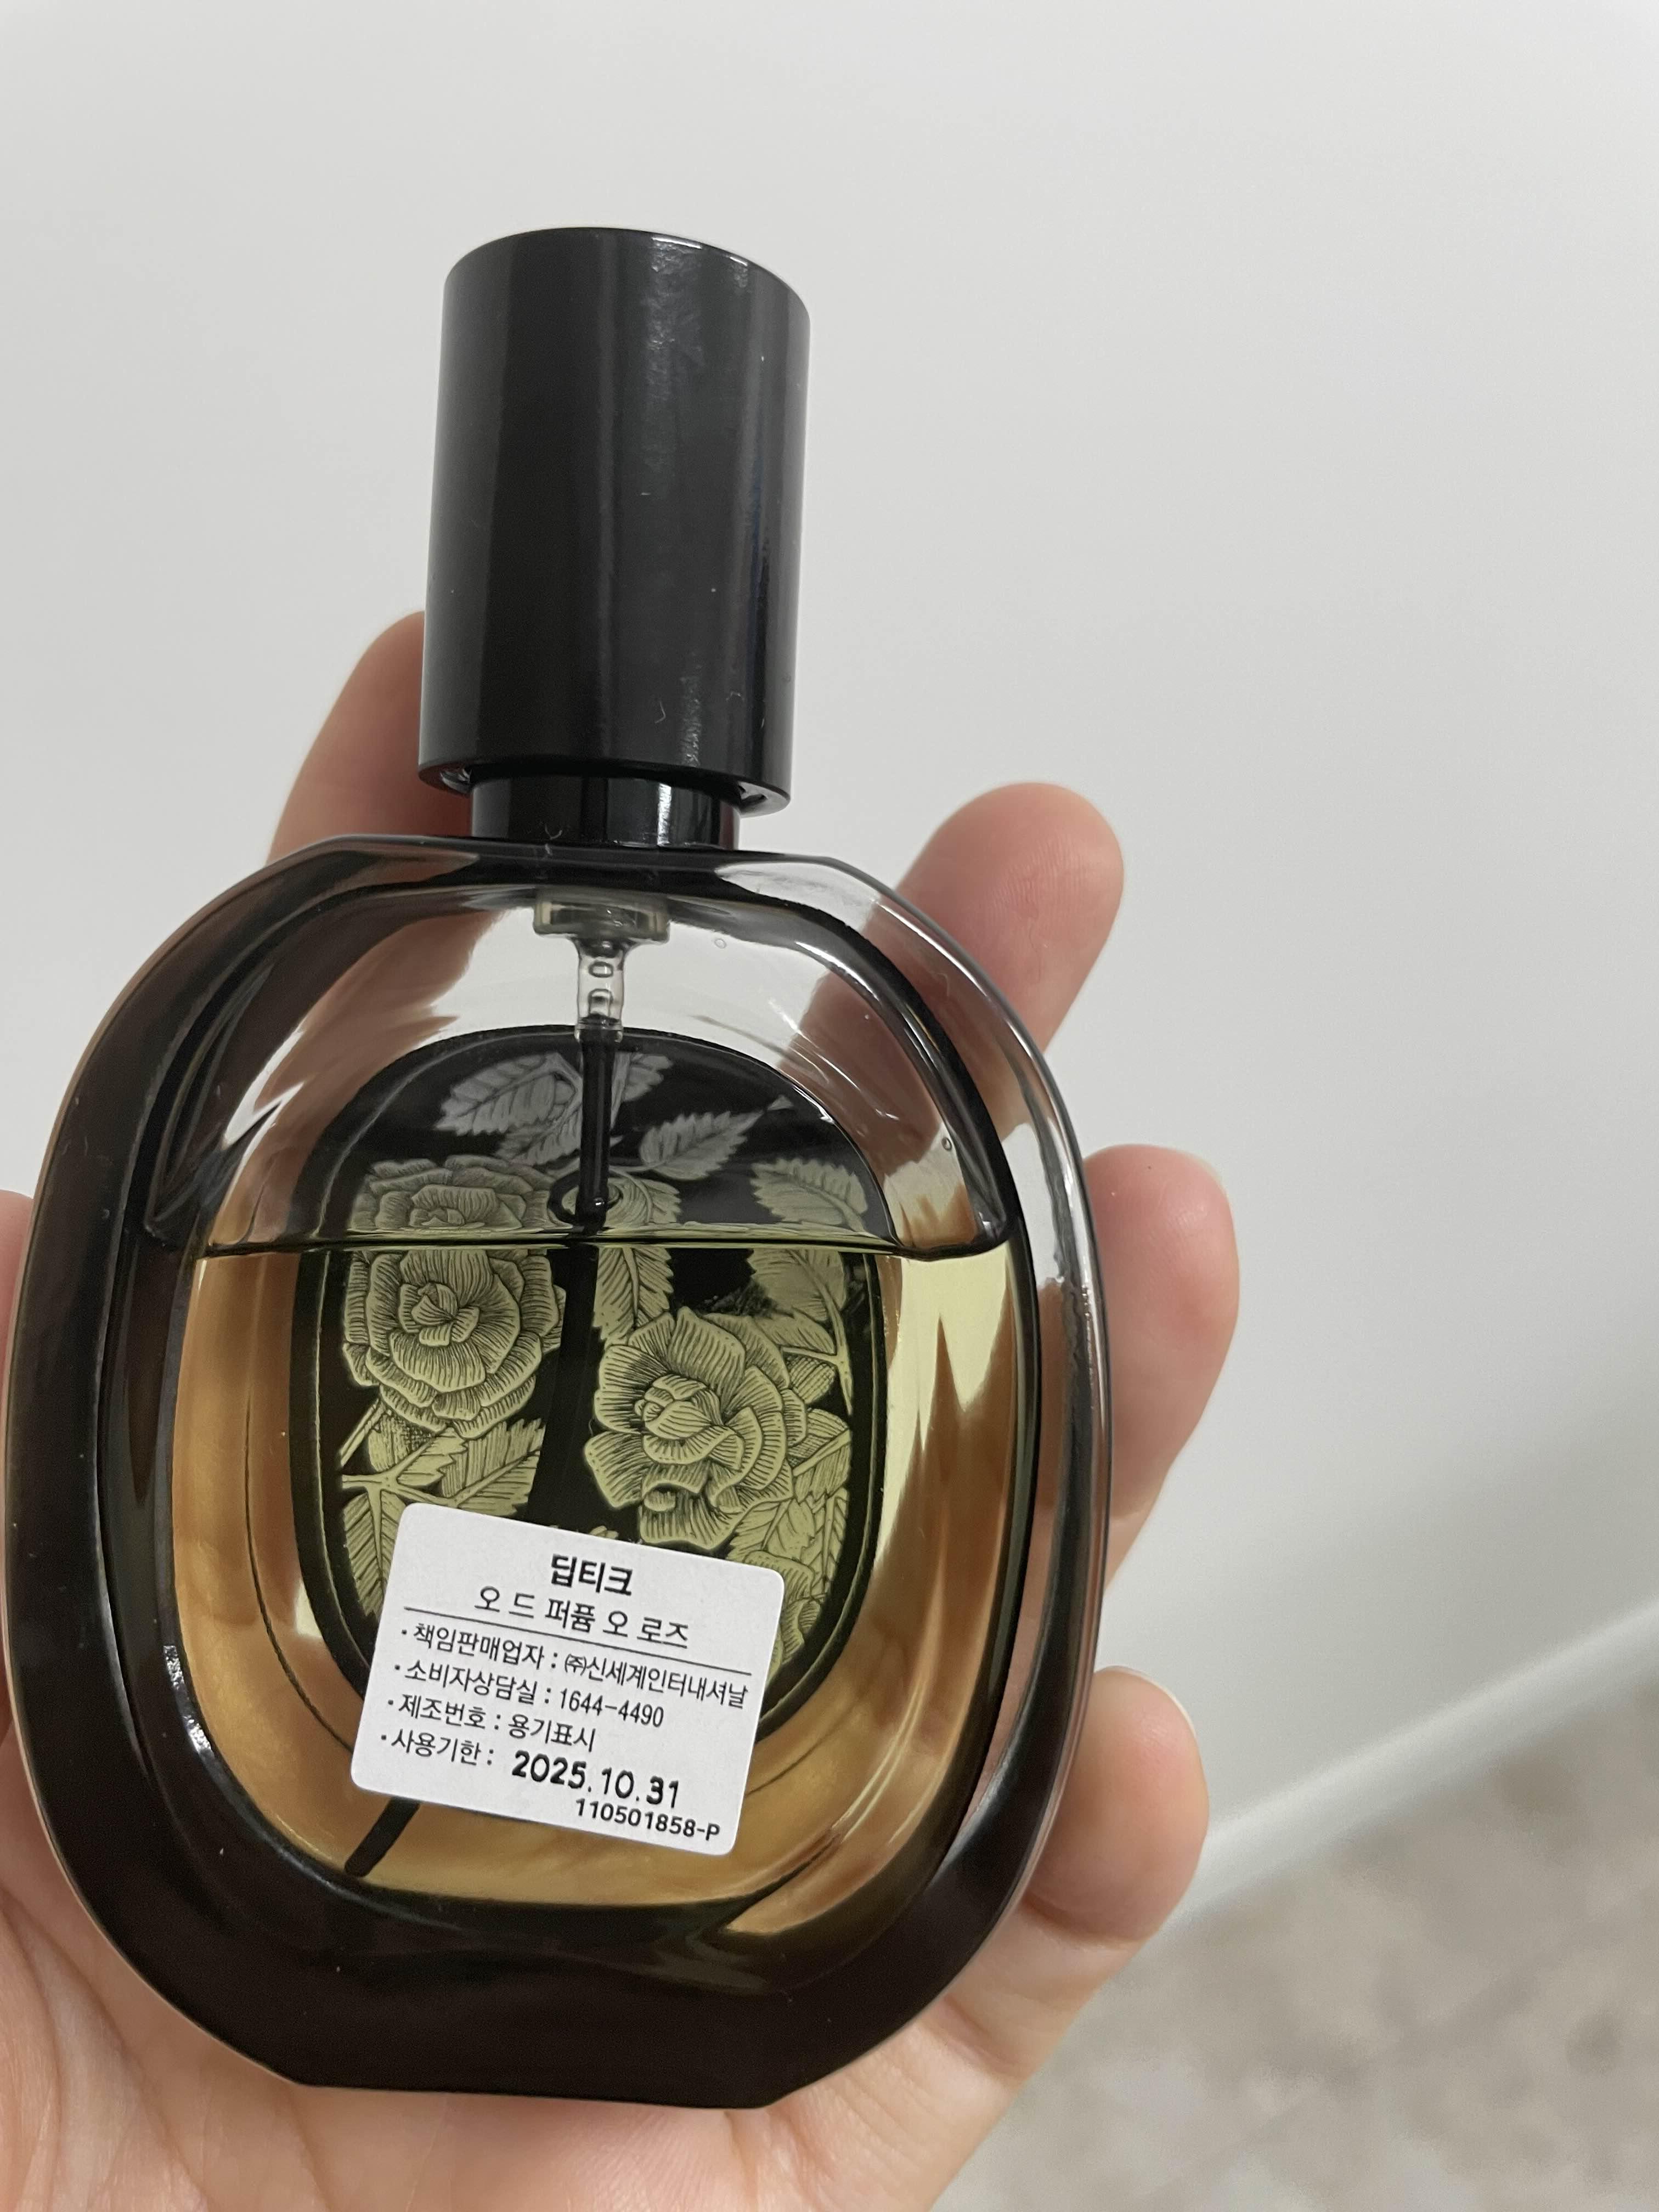 딥티크
오 드 퍼퓸 오 로즈
·책임판매업자 : ㈜신세계인터내셔날
·소비자상담실 : 1644-4490
·제조번호 : 용기표시
·사용기한 : 2025.10.31
110501858-P